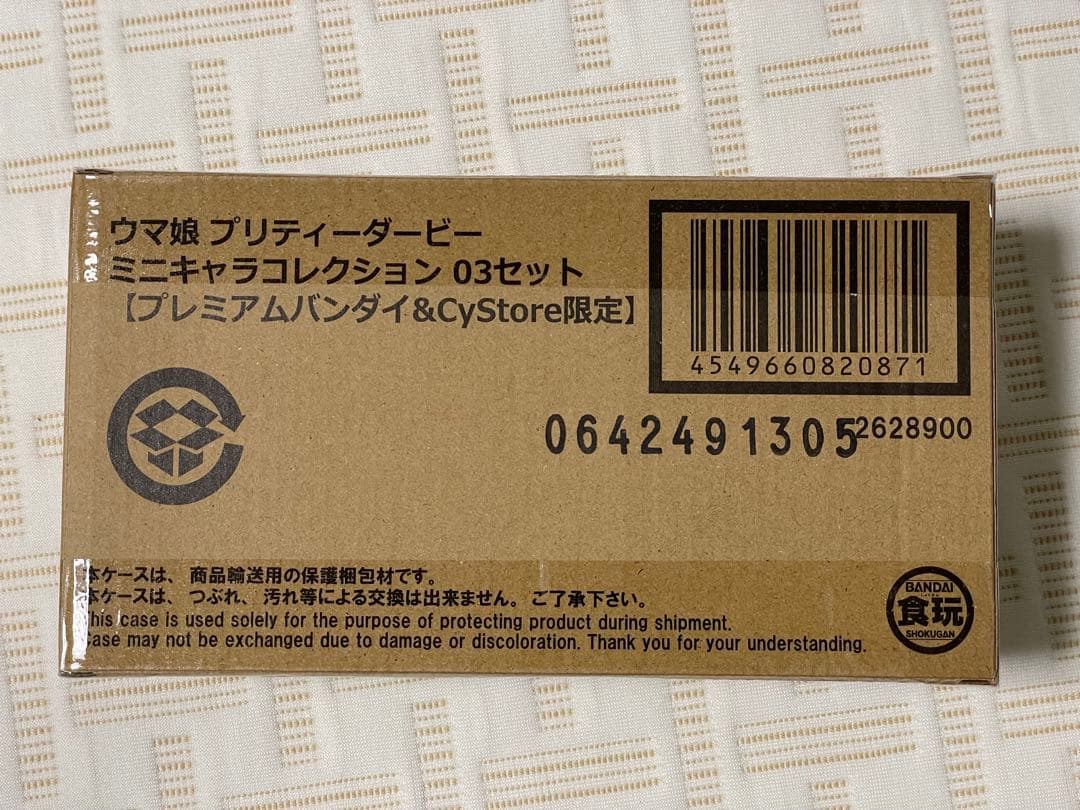 ウマ娘 プリティーダービー
ミニキャラコレクション 03セット
【プレミアムバンダイ&CyStore限定】
4549660820871
0642491305
2628900
本ケースは、商品輸送用の保護梱包材です。
本ケースは、つぶれ、汚れ等による交換は出来ません。ご了承下さい。
This case is used solely for the purpose of protecting product during shipment.
Case may not be exchanged due to damage or discoloration. Thank you for your understanding.
BANDAI
食玩
SHOKUGAN